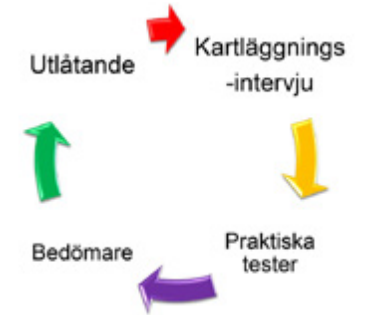 Utlåtande
Kartläggnings
-intervju
Praktiska
tester
Bedömare